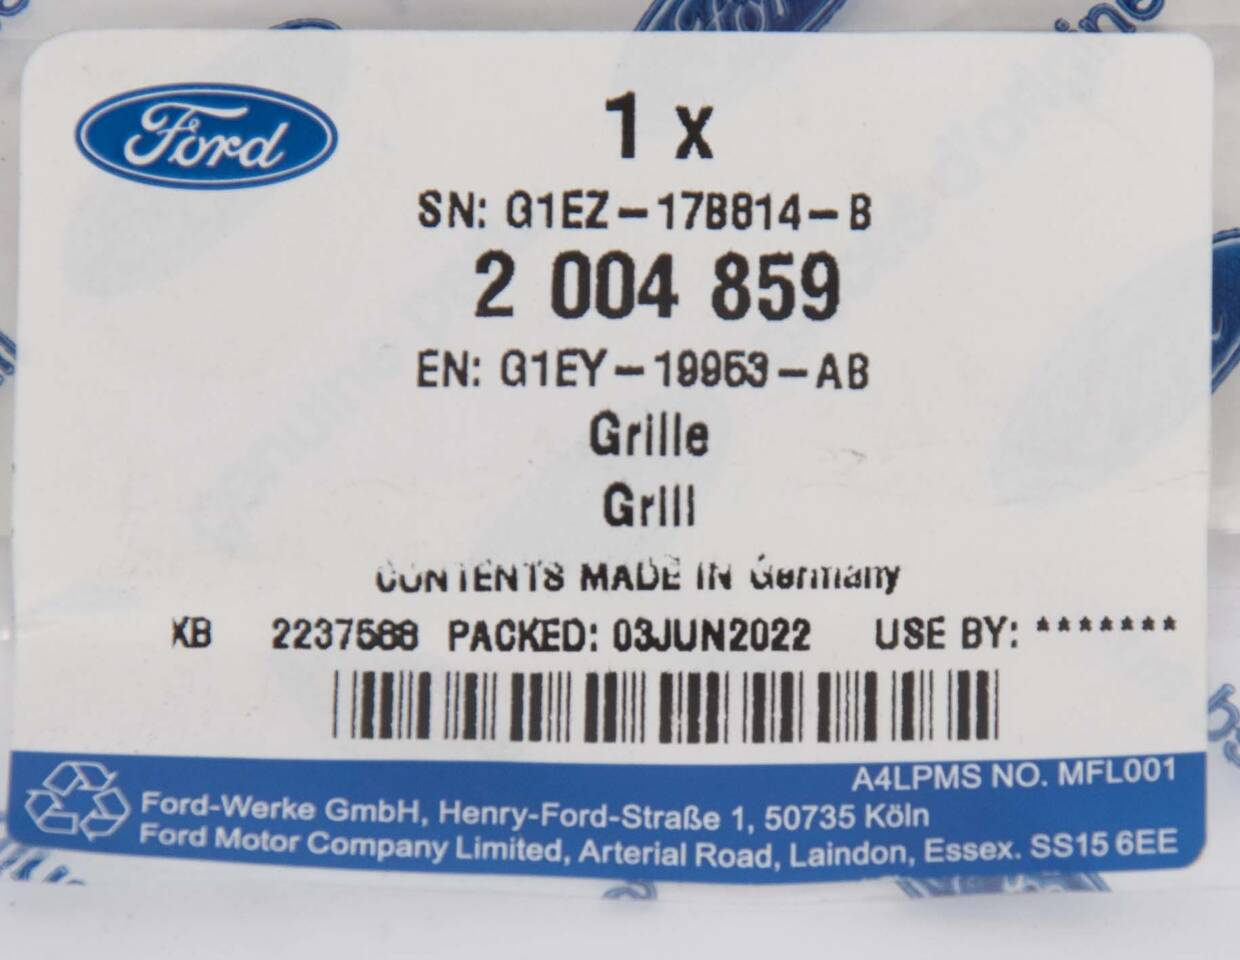 Ford
1 x
SN: G1EZ-17B814-B
2 004 859
EN: G1EY-19953-AB
Grille
Grill
CONTENTS MADE IN Germany
XB 2237588 PACKED: 03JUN2022 USE BY: *******
A4LPMS NO. MFL001
Ford-Werke GmbH, Henry-Ford-Straße 1, 50735 Köln
Ford Motor Company Limited, Arterial Road, Laindon, Essex. SS15 6EE